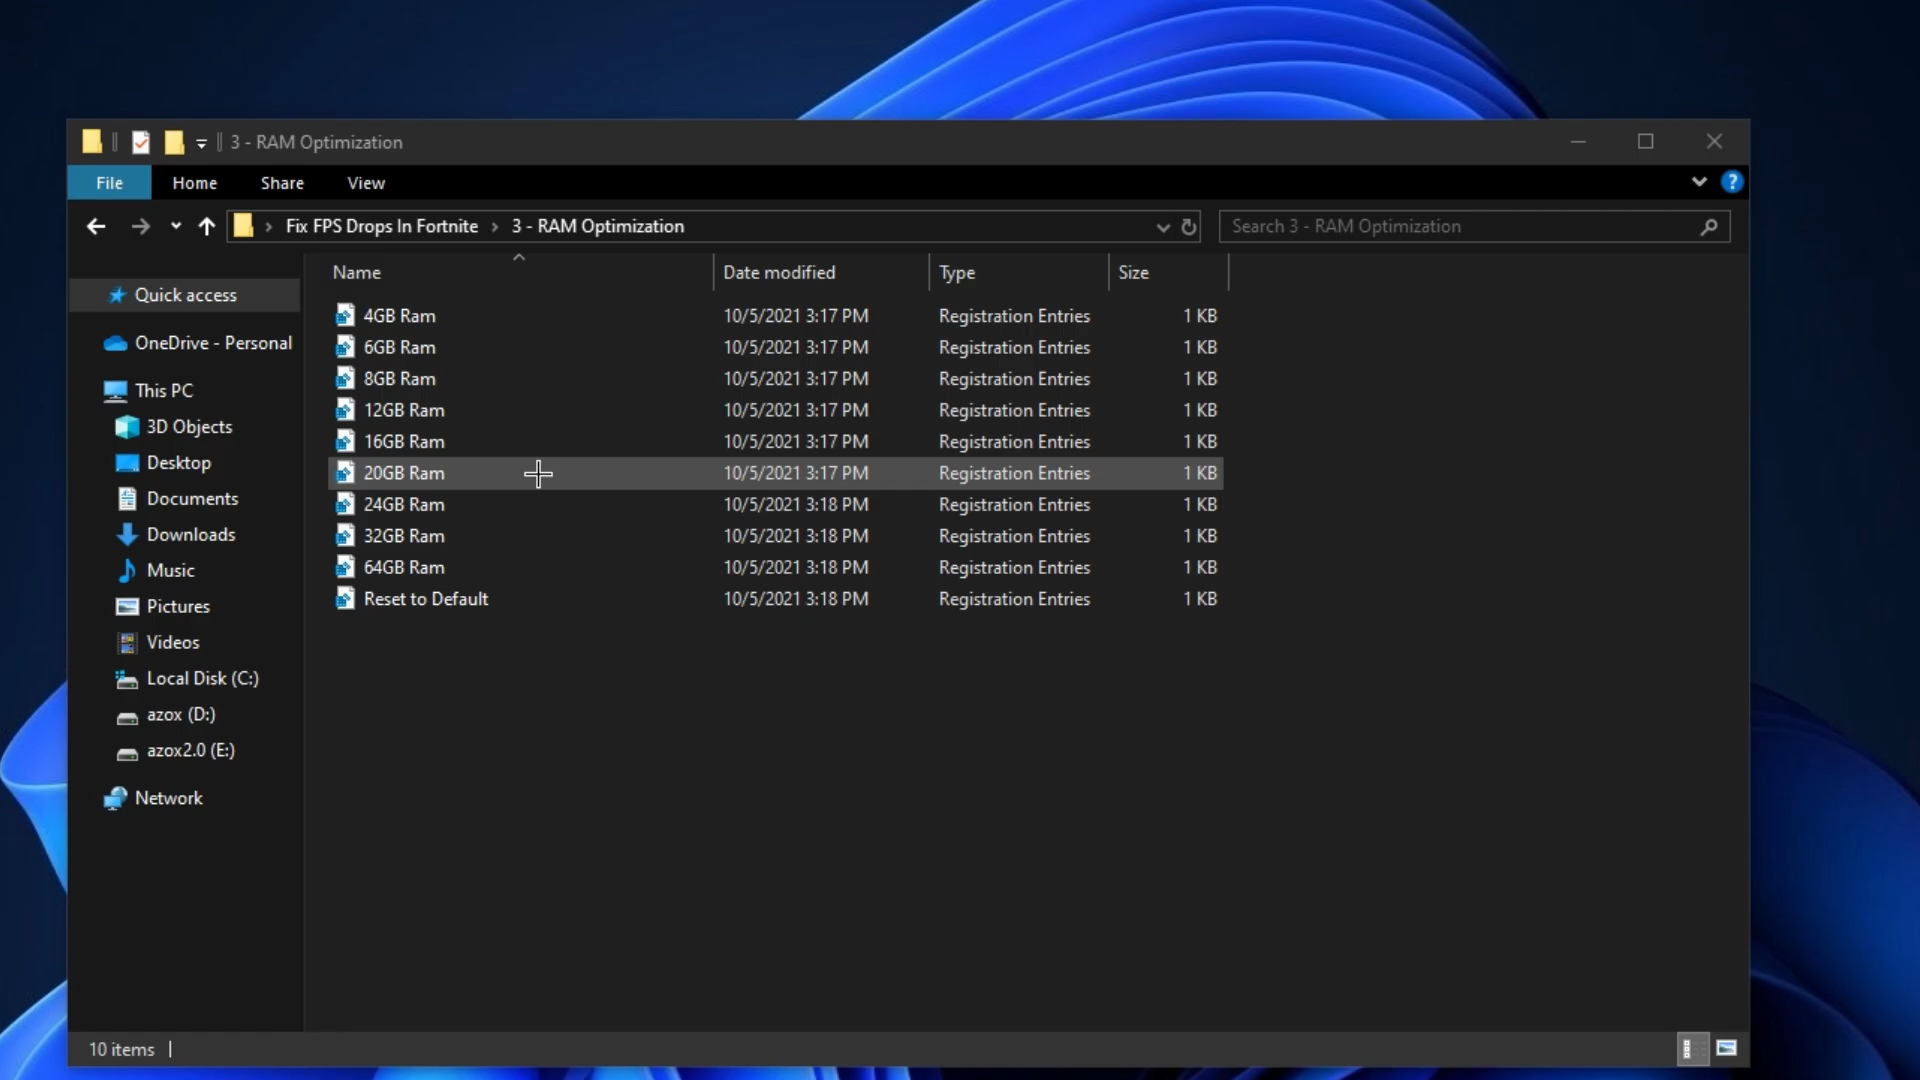 3 - RAM Optimization
File Home Share View
Fix FPS Drops In Fortnite > 3 - RAM Optimization Search 3 - RAM Optimization
Name Date modified Type Size
Quick access
OneDrive - Personal
This PC
3D Objects
Desktop
Documents
Downloads
Music
Pictures
Videos
Local Disk (C:)
azox (D:)
azox2.0 (E:)
Network
4GB Ram 10/5/2021 3:17 PM Registration Entries 1 KB
6GB Ram 10/5/2021 3:17 PM Registration Entries 1 KB
8GB Ram 10/5/2021 3:17 PM Registration Entries 1 KB
12GB Ram 10/5/2021 3:17 PM Registration Entries 1 KB
16GB Ram 10/5/2021 3:17 PM Registration Entries 1 KB
20GB Ram 10/5/2021 3:17 PM Registration Entries 1 KB
24GB Ram 10/5/2021 3:18 PM Registration Entries 1 KB
32GB Ram 10/5/2021 3:18 PM Registration Entries 1 KB
64GB Ram 10/5/2021 3:18 PM Registration Entries 1 KB
Reset to Default 10/5/2021 3:18 PM Registration Entries 1 KB
10 items